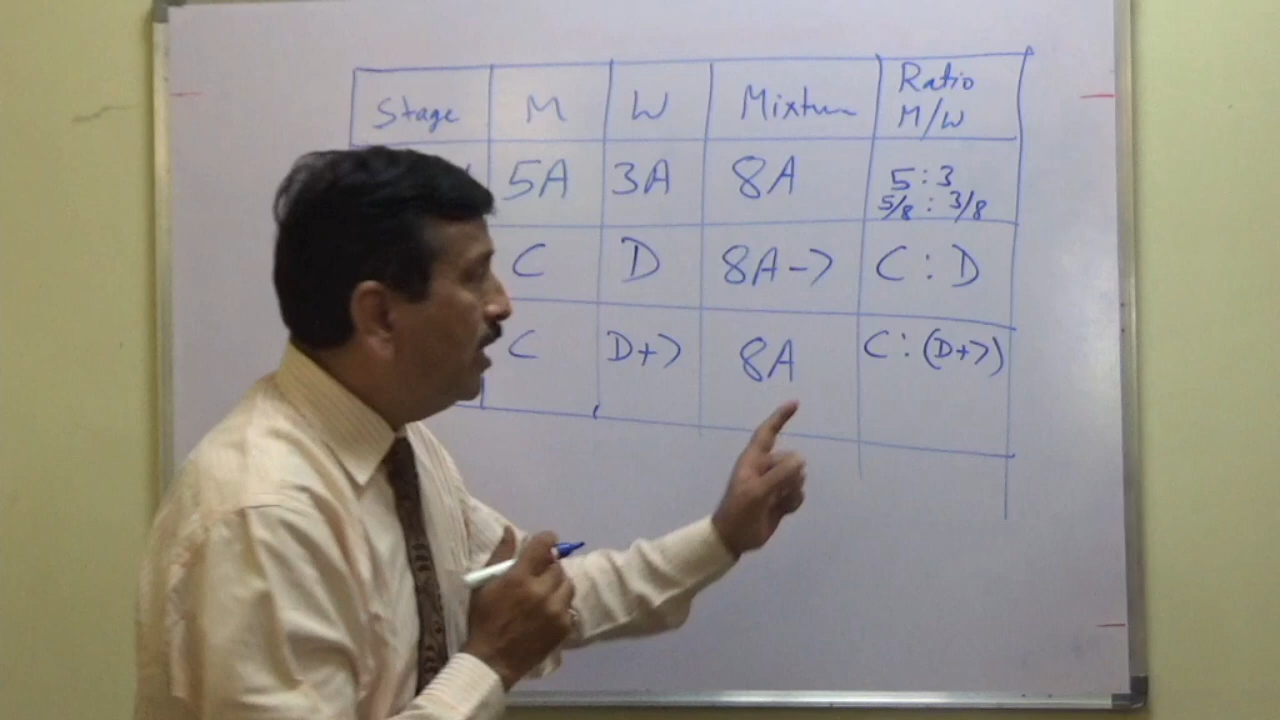 Stage M W Mixture Ratio M/W
5A 3A 8A 5:3
5/8 : 3/8
C D 8A-7 C:D
C D+7 8A C:(D+7)